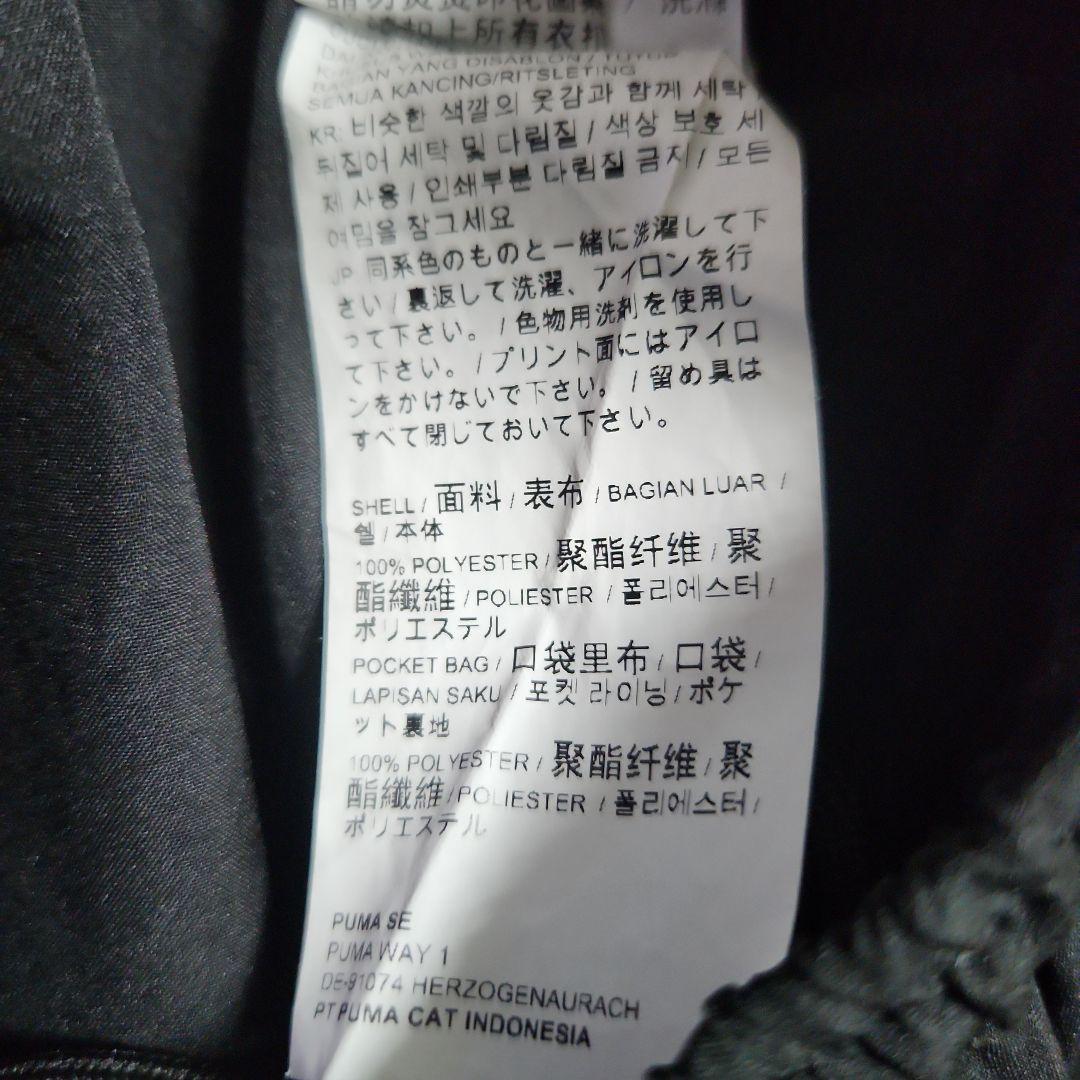 上所有衣扣
BAGIAN YANG DISABLON / TUTUP
SEMUA KANCING/RITSLETING
KR: 비슷한 색깔의 옷감과 함께 세탁 /
뒤집어 세탁 및 다림질 / 색상 보호 세
제 사용 / 인쇄부분 다림질 금지 / 모든
여밈을 잠그세요
JP 同系色のものと一緒に洗濯して下
さい / 裏返して洗濯、アイロンを行
って下さい。 / 色物用洗剤を使用し
て下さい。 / プリント面にはアイロ
ンをかけないで下さい。 / 留め具は
すべて閉じておいて下さい。
SHELL / 面料 / 表布 / BAGIAN LUAR /
쉘 / 本体
100% POLYESTER / 聚酯纤维 / 聚
酯纖維 / POLIESTER / 폴리에스터 /
ポリエステル
POCKET BAG / 口袋里布 / 口袋 /
LAPISAN SAKU / 포켓 라이닝 / ポケ
ット裏地
100% POLYESTER / 聚酯纤维 / 聚
酯纖維 / POLIESTER / 폴리에스터 /
ポリエステル
PUMA SE
PUMA WAY 1
DE-91074 HERZOGENAURACH
PT PUMA CAT INDONESIA